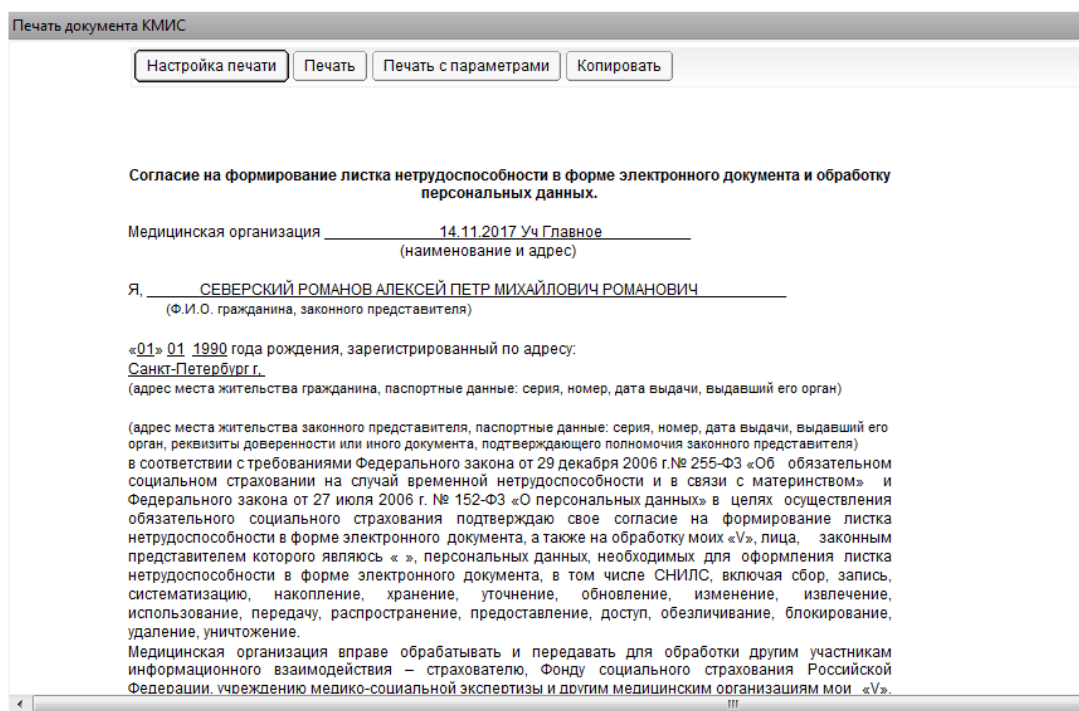 Печать документа КМИС
Настройка печати Печать Печать с параметрами Копировать
Согласие на формирование листка нетрудоспособности в форме электронного документа и обработку
персональных данных.
Медицинская организация 14.11.2017 Уч Главное
(наименование и адрес)
Я, СЕВЕРСКИЙ РОМАНОВ АЛЕКСЕЙ ПЕТР МИХАЙЛОВИЧ РОМАНОВИЧ
(Ф.И.О. гражданина, законного представителя)
«01» 01 1990 года рождения, зарегистрированный по адресу:
Санкт-Петербург г,
(адрес места жительства гражданина, паспортные данные: серия, номер, дата выдачи, выдавший его орган)
(адрес места жительства законного представителя, паспортные данные: серия, номер, дата выдачи, выдавший его
орган, реквизиты доверенности или иного документа, подтверждающего полномочия законного представителя)
в соответствии с требованиями Федерального закона от 29 декабря 2006 г.№ 255-ФЗ «Об обязательном
социальном страховании на случай временной нетрудоспособности и в связи с материнством» и
Федерального закона от 27 июля 2006 г. № 152-ФЗ «О персональных данных» в целях осуществления
обязательного социального страхования подтверждаю свое согласие на формирование листка
нетрудоспособности в форме электронного документа, а также на обработку моих «V», лица, законным
представителем которого являюсь « », персональных данных, необходимых для оформления листка
нетрудоспособности в форме электронного документа, в том числе СНИЛС, включая сбор, запись,
систематизацию, накопление, хранение, уточнение, обновление, изменение, извлечение,
использование, передачу, распространение, предоставление, доступ, обезличивание, блокирование,
удаление, уничтожение.
Медицинская организация вправе обрабатывать и передавать для обработки другим участникам
информационного взаимодействия – страхователю, Фонду социального страхования Российской
Федерации, учреждению медико-социальной экспертизы и другим медицинским организациям мои «V»,